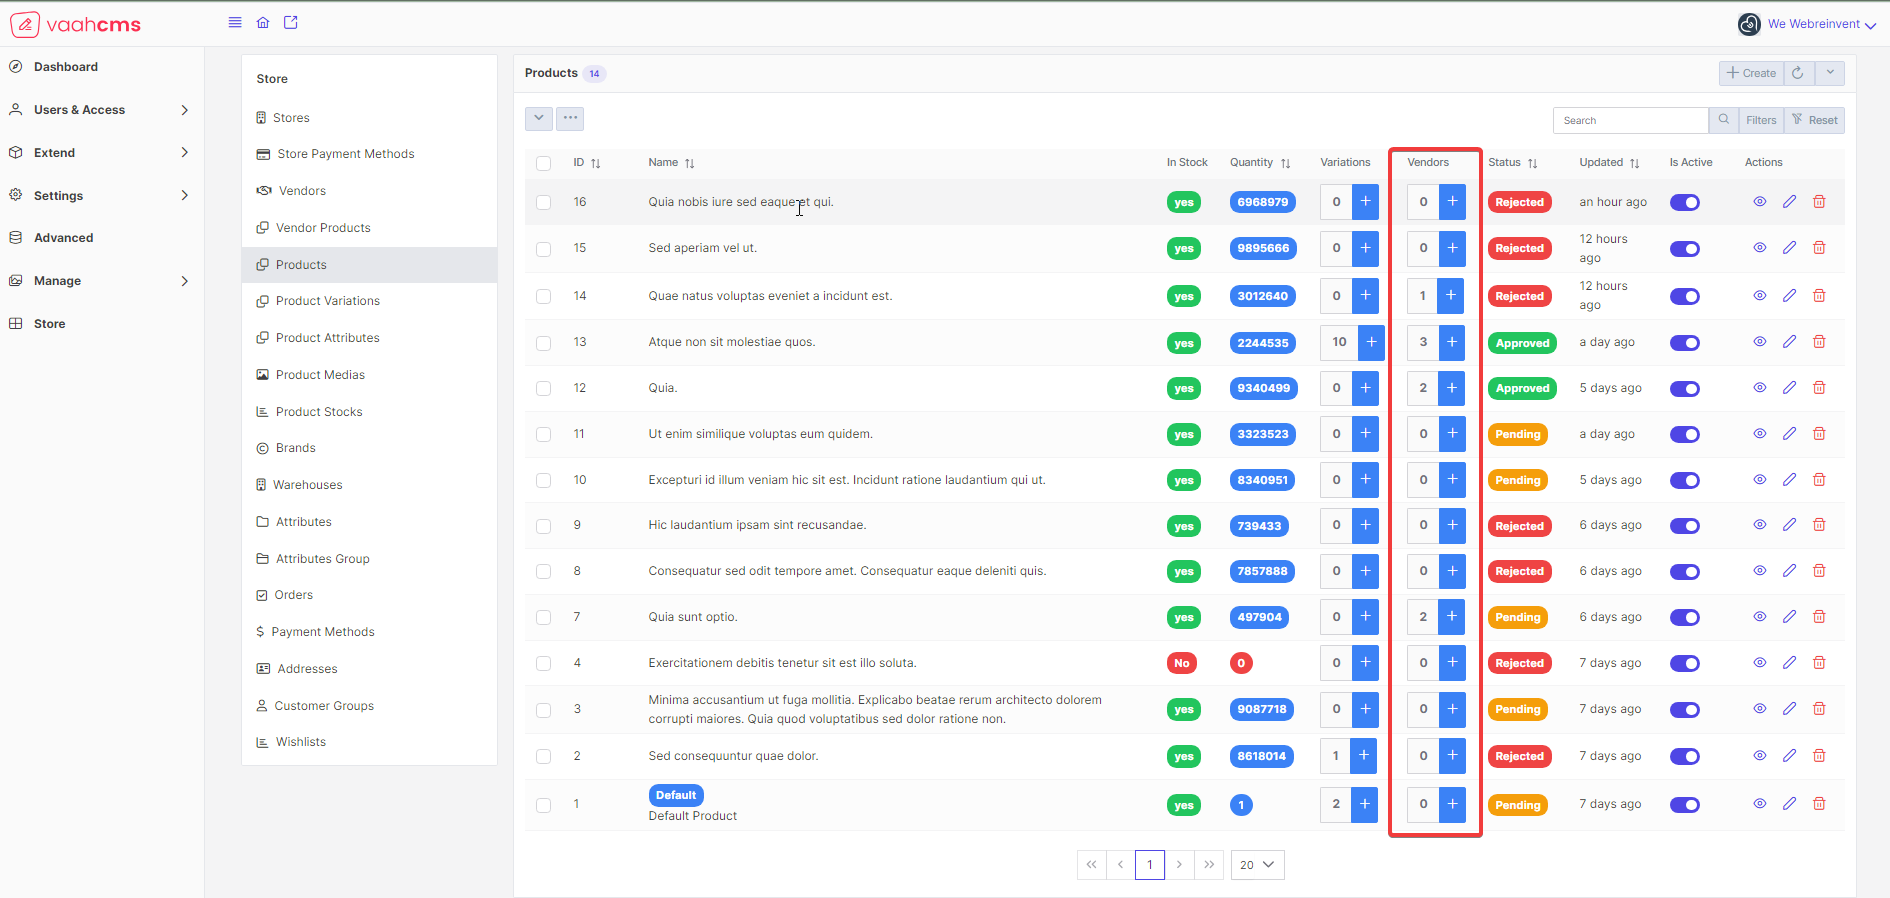 vaahcms
We Webreinvent
Dashboard
Users & Access
Extend
Settings
Advanced
Manage
Store
Store
Stores
Store Payment Methods
Vendors
Vendor Products
Products
Product Variations
Product Attributes
Product Medias
Product Stocks
Brands
Warehouses
Attributes
Attributes Group
Orders
$ Payment Methods
Addresses
Customer Groups
Wishlists
Products 14
+ Create
Search Filters Reset
ID Name In Stock Quantity Variations Vendors Status Updated Is Active Actions
16 Quia nobis iure sed eaque et qui. yes 6968979 0 + 0 + Rejected an hour ago
15 Sed aperiam vel ut. yes 9895666 0 + 0 + Rejected 12 hours
ago
14 Quae natus voluptas eveniet a incidunt est. yes 3012640 0 + 1 + Rejected 12 hours
ago
13 Atque non sit molestiae quos. yes 2244535 10 + 3 + Approved a day ago
12 Quia. yes 9340499 0 + 2 + Approved 5 days ago
11 Ut enim similique voluptas eum quidem. yes 3323523 0 + 0 + Pending a day ago
10 Excepturi id illum veniam hic sit est. Incidunt ratione laudantium qui ut. yes 8340951 0 + 0 + Pending 5 days ago
9 Hic laudantium ipsam sint recusandae. yes 739433 0 + 0 + Rejected 6 days ago
8 Consequatur sed odit tempore amet. Consequatur eaque deleniti quis. yes 7857888 0 + 0 + Rejected 6 days ago
7 Quia sunt optio. yes 497904 0 + 2 + Pending 6 days ago
4 Exercitationem debitis tenetur sit est illo soluta. No 0 0 + 0 + Rejected 7 days ago
3 Minima accusantium ut fuga mollitia. Explicabo beatae rerum architecto dolorem
corrupti maiores. Quia quod voluptatibus sed dolor ratione non. yes 9087718 0 + 0 + Pending 7 days ago
2 Sed consequuntur quae dolor. yes 8618014 1 + 0 + Rejected 7 days ago
1 Default
Default Product yes 1 2 + 0 + Pending 7 days ago
« ‹ 1 › » 20